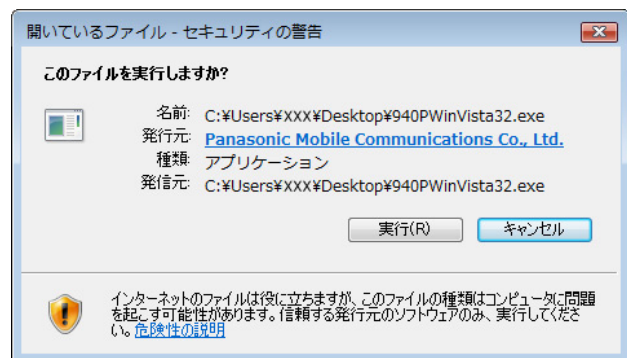 開いているファイル - セキュリティの警告
このファイルを実行しますか?
名前: C:¥Users¥XXX¥Desktop¥940PWinVista32.exe
発行元: Panasonic Mobile Communications Co., Ltd.
種類: アプリケーション
発信元: C:¥Users¥XXX¥Desktop¥940PWinVista32.exe
実行(R) キャンセル
インターネットのファイルは役に立ちますが、このファイルの種類はコンピュータに問題
を起こす可能性があります。信頼する発行元のソフトウェアのみ、実行してくださ
い。危険性の説明